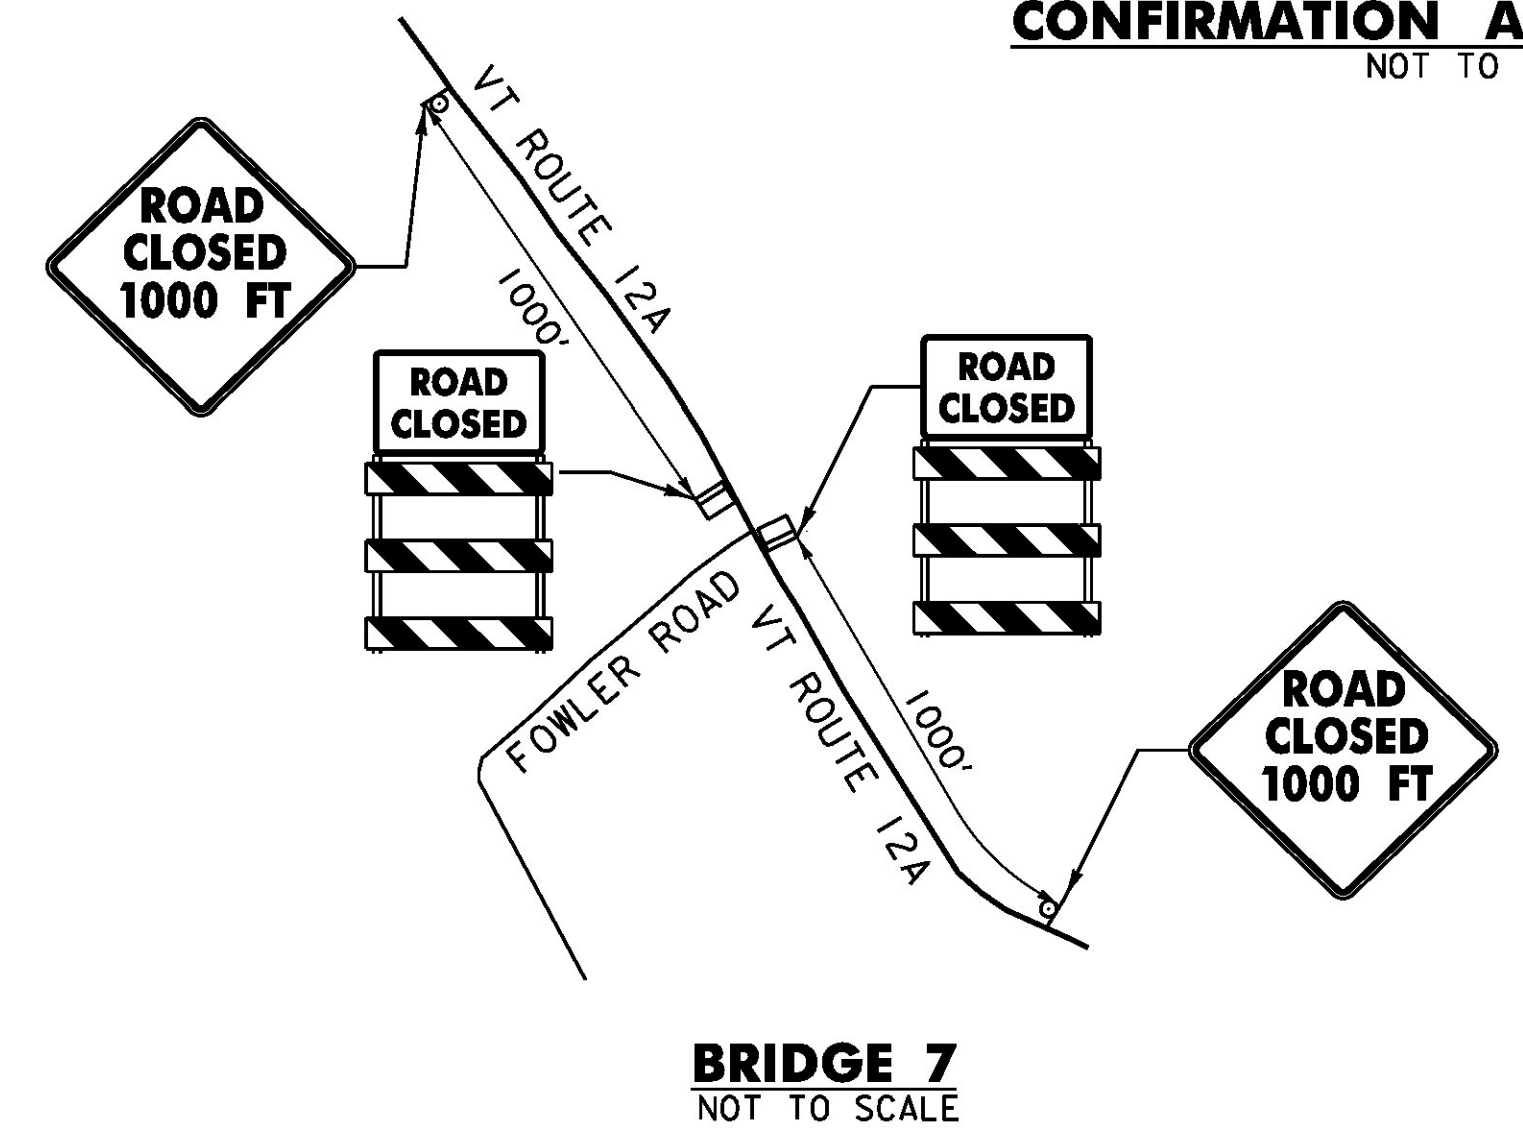 CONFIRMATION A
NOT TO
VT ROUTE 12A
ROAD
CLOSED
1000 FT
1000'
ROAD
CLOSED
ROAD
CLOSED
FOWLER ROAD
VT ROUTE 12A
1000'
ROAD
CLOSED
1000 FT
BRIDGE 7
NOT TO SCALE